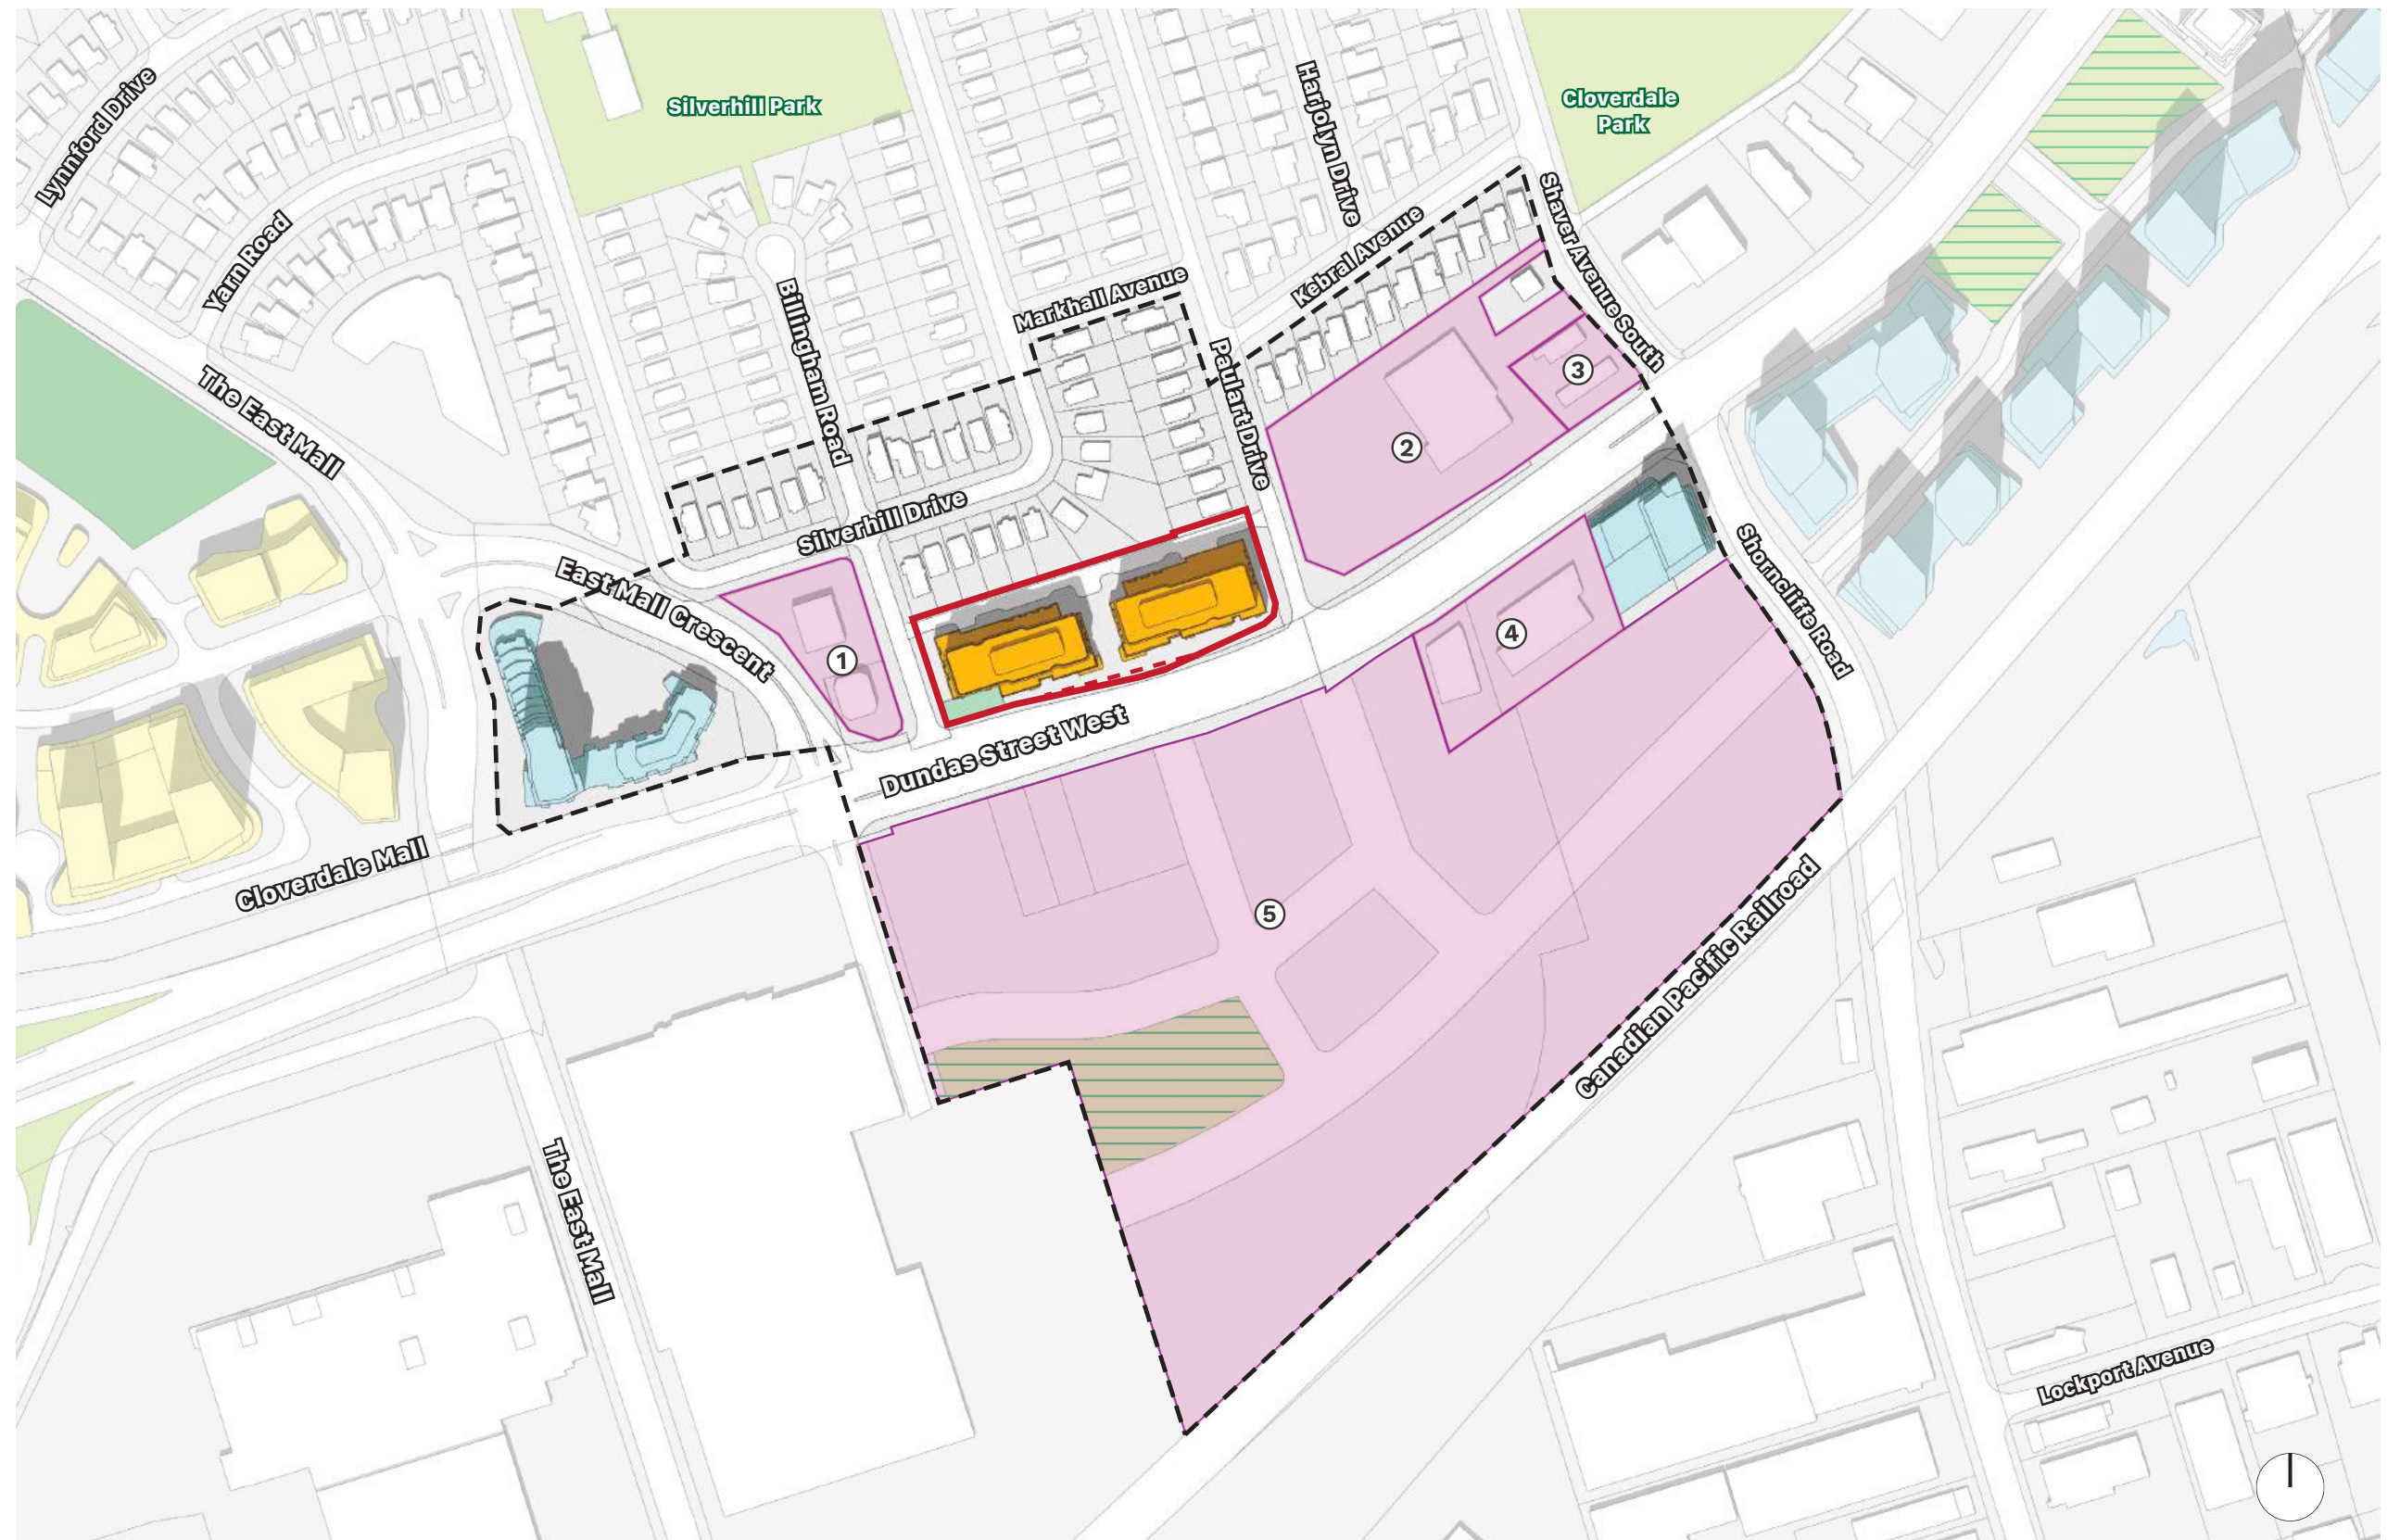 Lynnford Drive
Silverhill Park
Harjolyn Drive
Cloverdale
Park
Yarn Road
Shaver Avenue South
Kebral Avenue
Markhall Avenue
Billingham Road
The East Mall
Paulart Drive
3
2
Silverhill Drive
East Mall Crescent
Shorncliffe Road
4
1
Dundas Street West
Cloverdale Mall
5
Canadian Pacific Railroad
The East Mall
Lockport Avenue